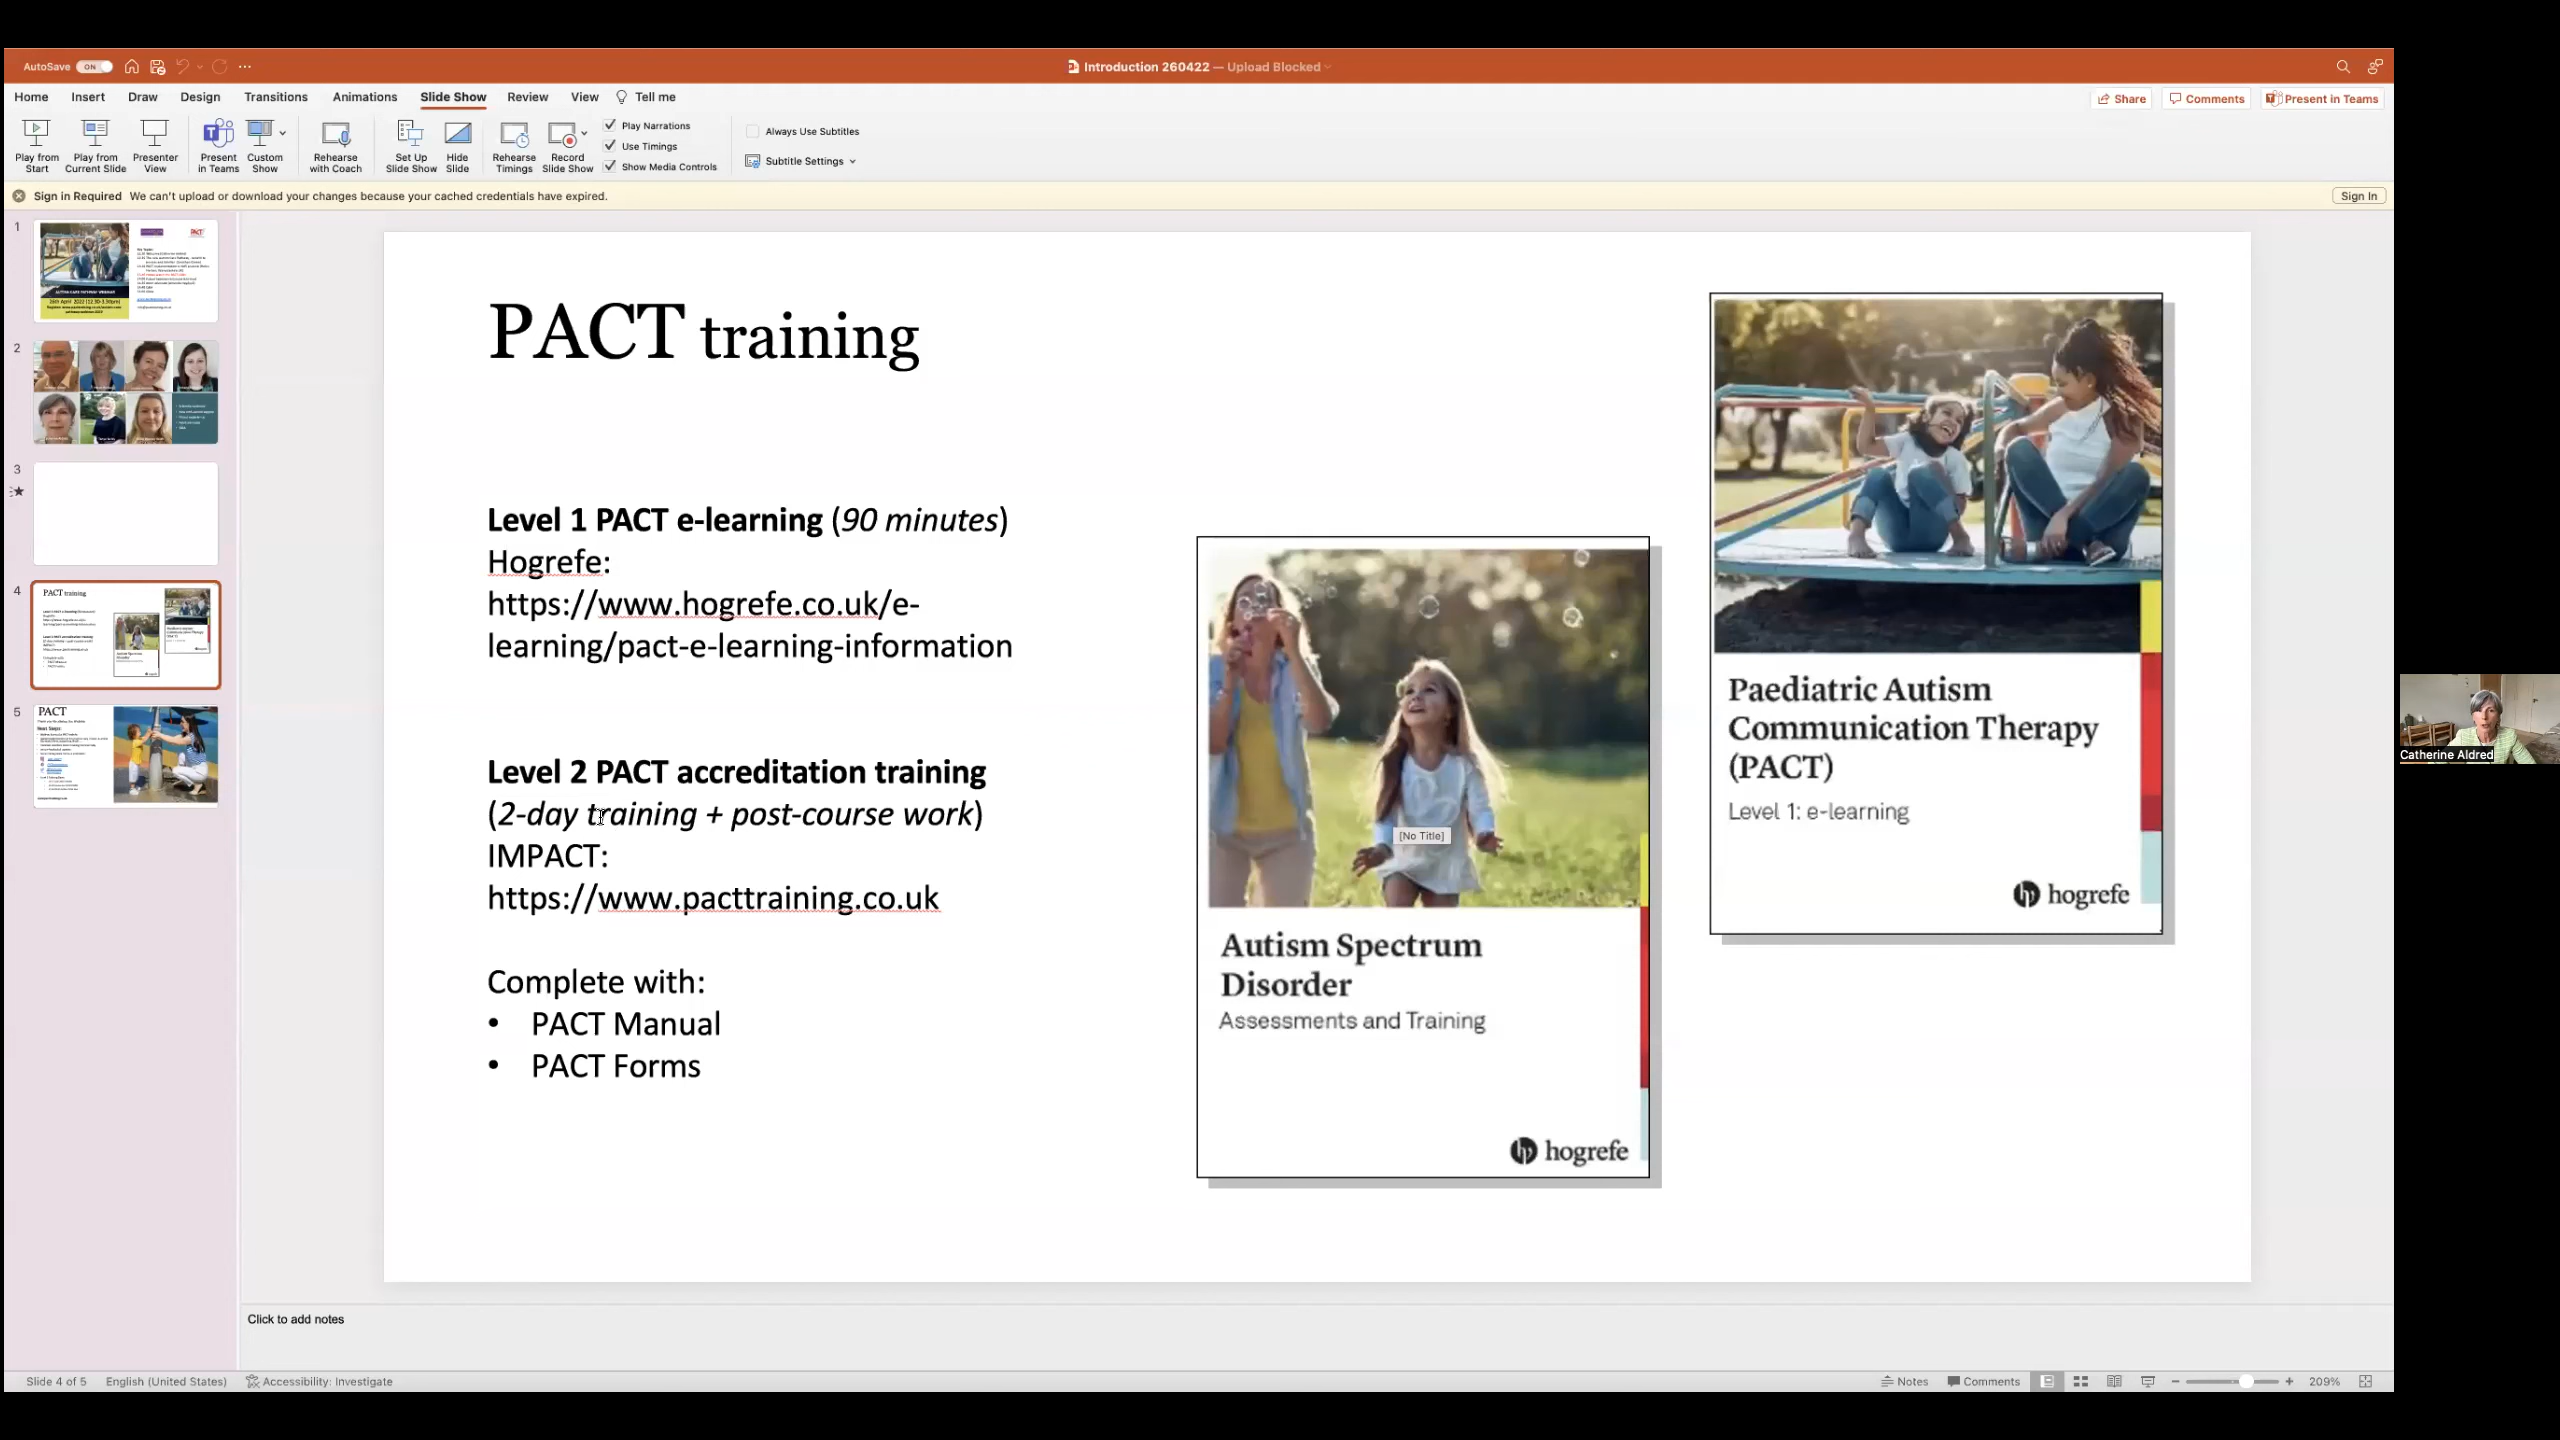 AutoSave ON
Introduction 260422 — Upload Blocked
Home Insert Draw Design Transitions Animations Slide Show Review View Tell me
Share Comments Present in Teams
Play from Start
Play from Current Slide
Presenter View
Present in Teams
Custom Show
Rehearse with Coach
Set Up Slide Show
Hide Slide
Rehearse Timings
Record Slide Show
Play Narrations
Use Timings
Show Media Controls
Always Use Subtitles
Subtitle Settings
Sign in Required We can't upload or download your changes because your cached credentials have expired.
Sign In
1
2
3
4
PACT training
5
PACT
PACT training
Level 1 PACT e-learning (90 minutes)
Hogrefe:
https://www.hogrefe.co.uk/e-
learning/pact-e-learning-information
Level 2 PACT accreditation training
(2-day training + post-course work)
IMPACT:
https://www.pacttraining.co.uk
Complete with:
• PACT Manual
• PACT Forms
[No Title]
Autism Spectrum
Disorder
Assessments and Training
hogrefe
Paediatric Autism
Communication Therapy
(PACT)
Level 1: e-learning
hogrefe
Catherine Aldred
Click to add notes
Slide 4 of 5 English (United States) Accessibility: Investigate
Notes Comments 209%